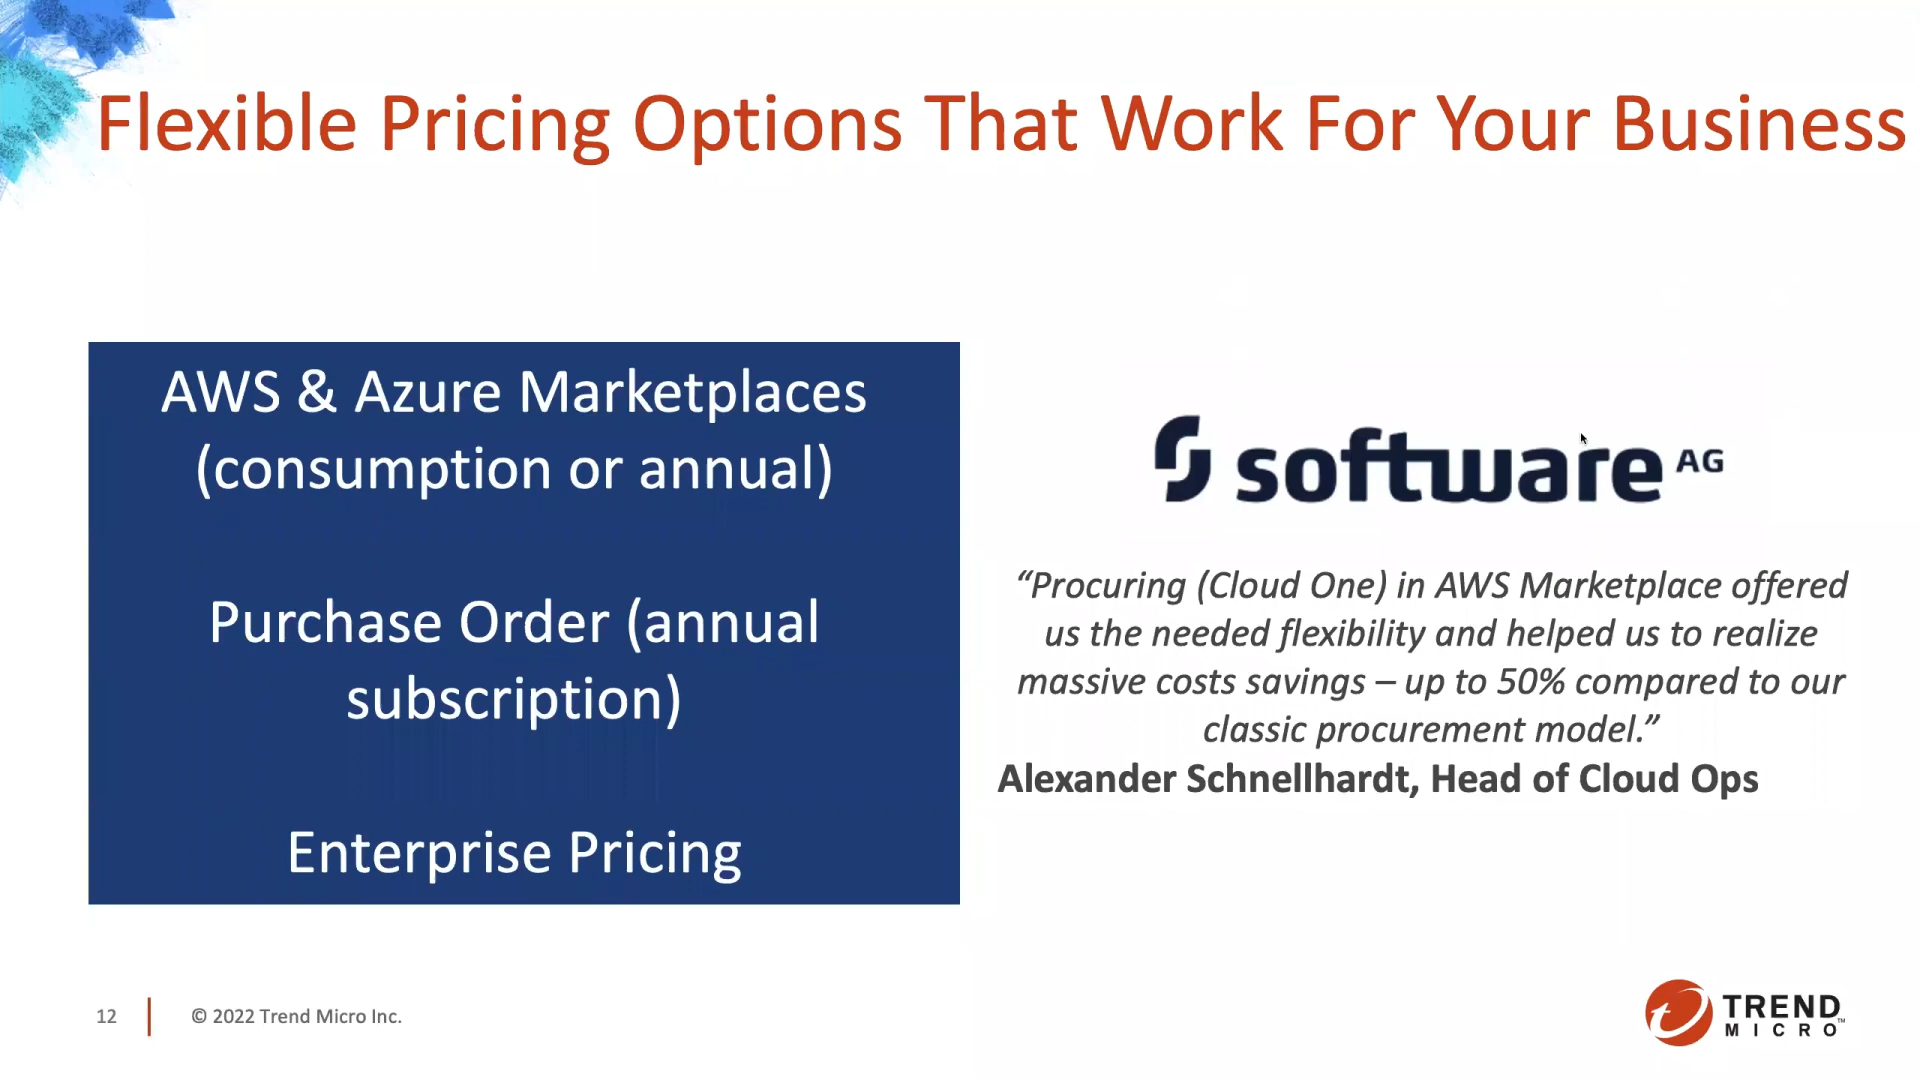 Flexible Pricing Options That Work For Your Business
AWS & Azure Marketplaces
(consumption or annual)
Purchase Order (annual
subscription)
Enterprise Pricing
software AG
“Procuring (Cloud One) in AWS Marketplace offered
us the needed flexibility and helped us to realize
massive costs savings – up to 50% compared to our
classic procurement model.”
Alexander Schnellhardt, Head of Cloud Ops
12
© 2022 Trend Micro Inc.
TREND
MICRO™